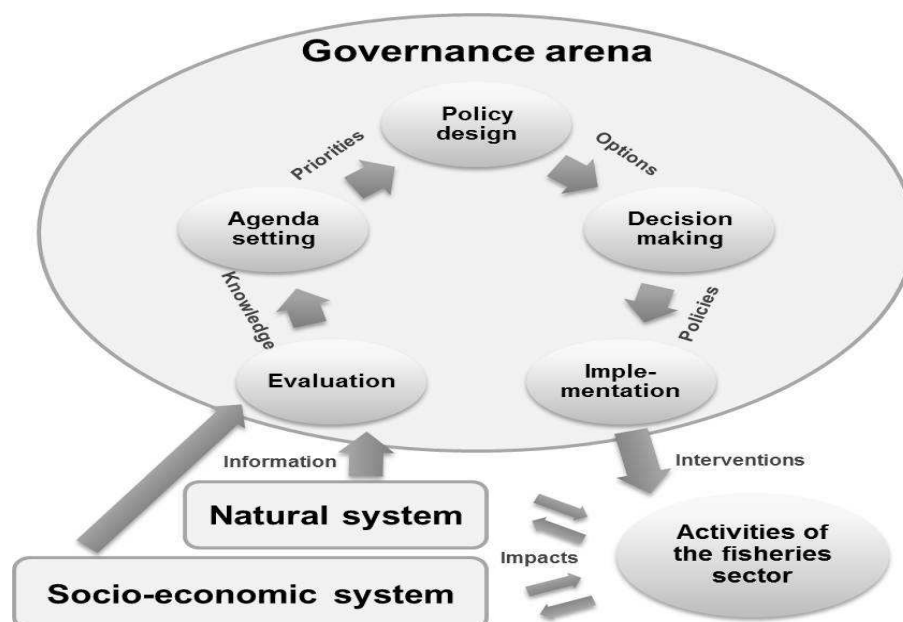 Governance arena
Policy
design
Priorities
Options
Agenda
setting
Decision
making
Knowledge
Policies
Evaluation
Imple-
mentation
Information
Interventions
Natural system
Activities of
the fisheries
sector
Impacts
Socio-economic system